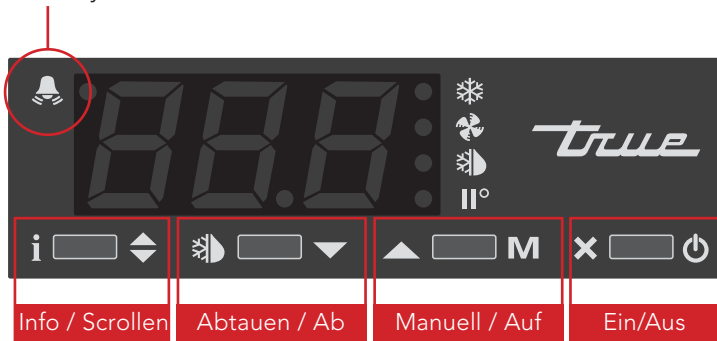 true
i
M
Info / Scrollen
Abtauen / Ab
Manuell / Auf
Ein/Aus